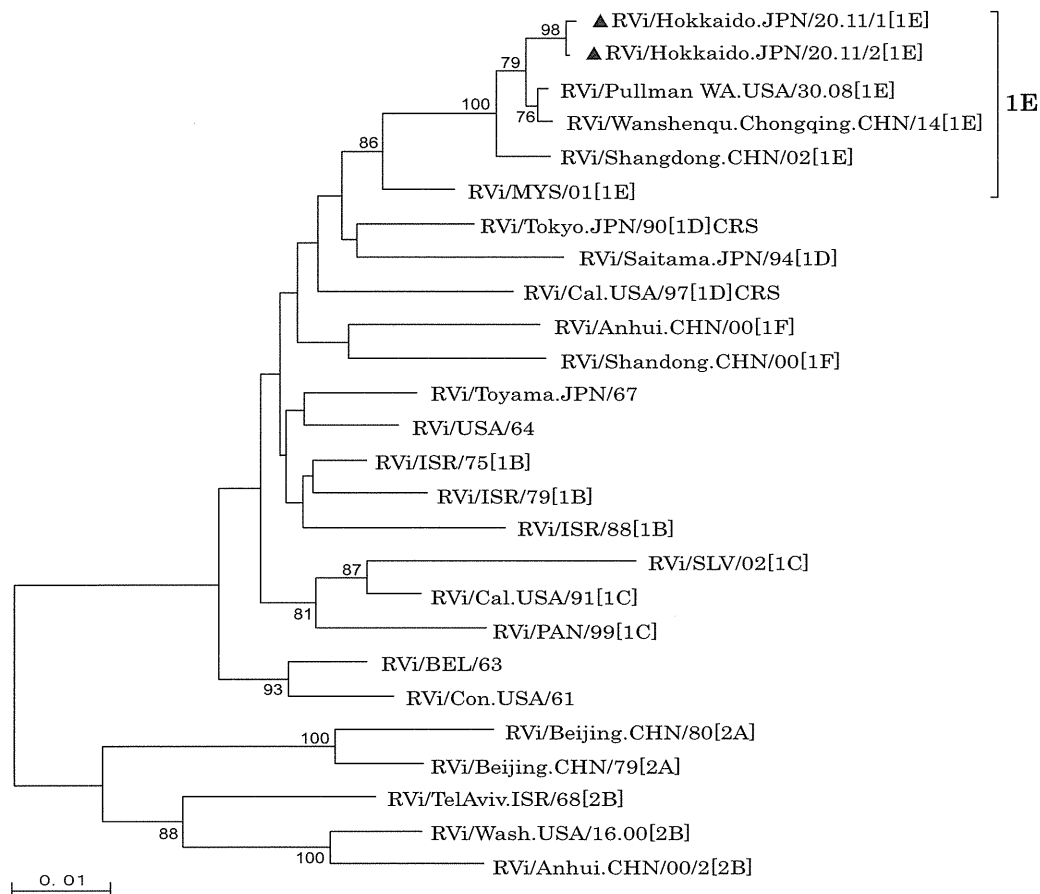 ▲RVi/Hokkaido.JPN/20.11/1[1E]
98
▲RVi/Hokkaido.JPN/20.11/2[1E]
79
RVi/Pullman WA.USA/30.08[1E]
100
1E
76
RVi/Wanshenqu.Chongqing.CHN/14[1E]
86
RVi/Shangdong.CHN/02[1E]
RVi/MYS/01[1E]
RVi/Tokyo.JPN/90[1D]CRS
RVi/Saitama.JPN/94[1D]
RVi/Cal.USA/97[1D]CRS
RVi/Anhui.CHN/00[1F]
RVi/Shandong.CHN/00[1F]
RVi/Toyama.JPN/67
RVi/USA/64
RVi/ISR/75[1B]
RVi/ISR/79[1B]
RVi/ISR/88[1B]
RVi/SLV/02[1C]
87
RVi/Cal.USA/91[1C]
81
RVi/PAN/99[1C]
RVi/BEL/63
93
RVi/Con.USA/61
RVi/Beijing.CHN/80[2A]
100
RVi/Beijing.CHN/79[2A]
RVi/TelAviv.ISR/68[2B]
88
RVi/Wash.USA/16.00[2B]
100
RVi/Anhui.CHN/00/2[2B]
0.01